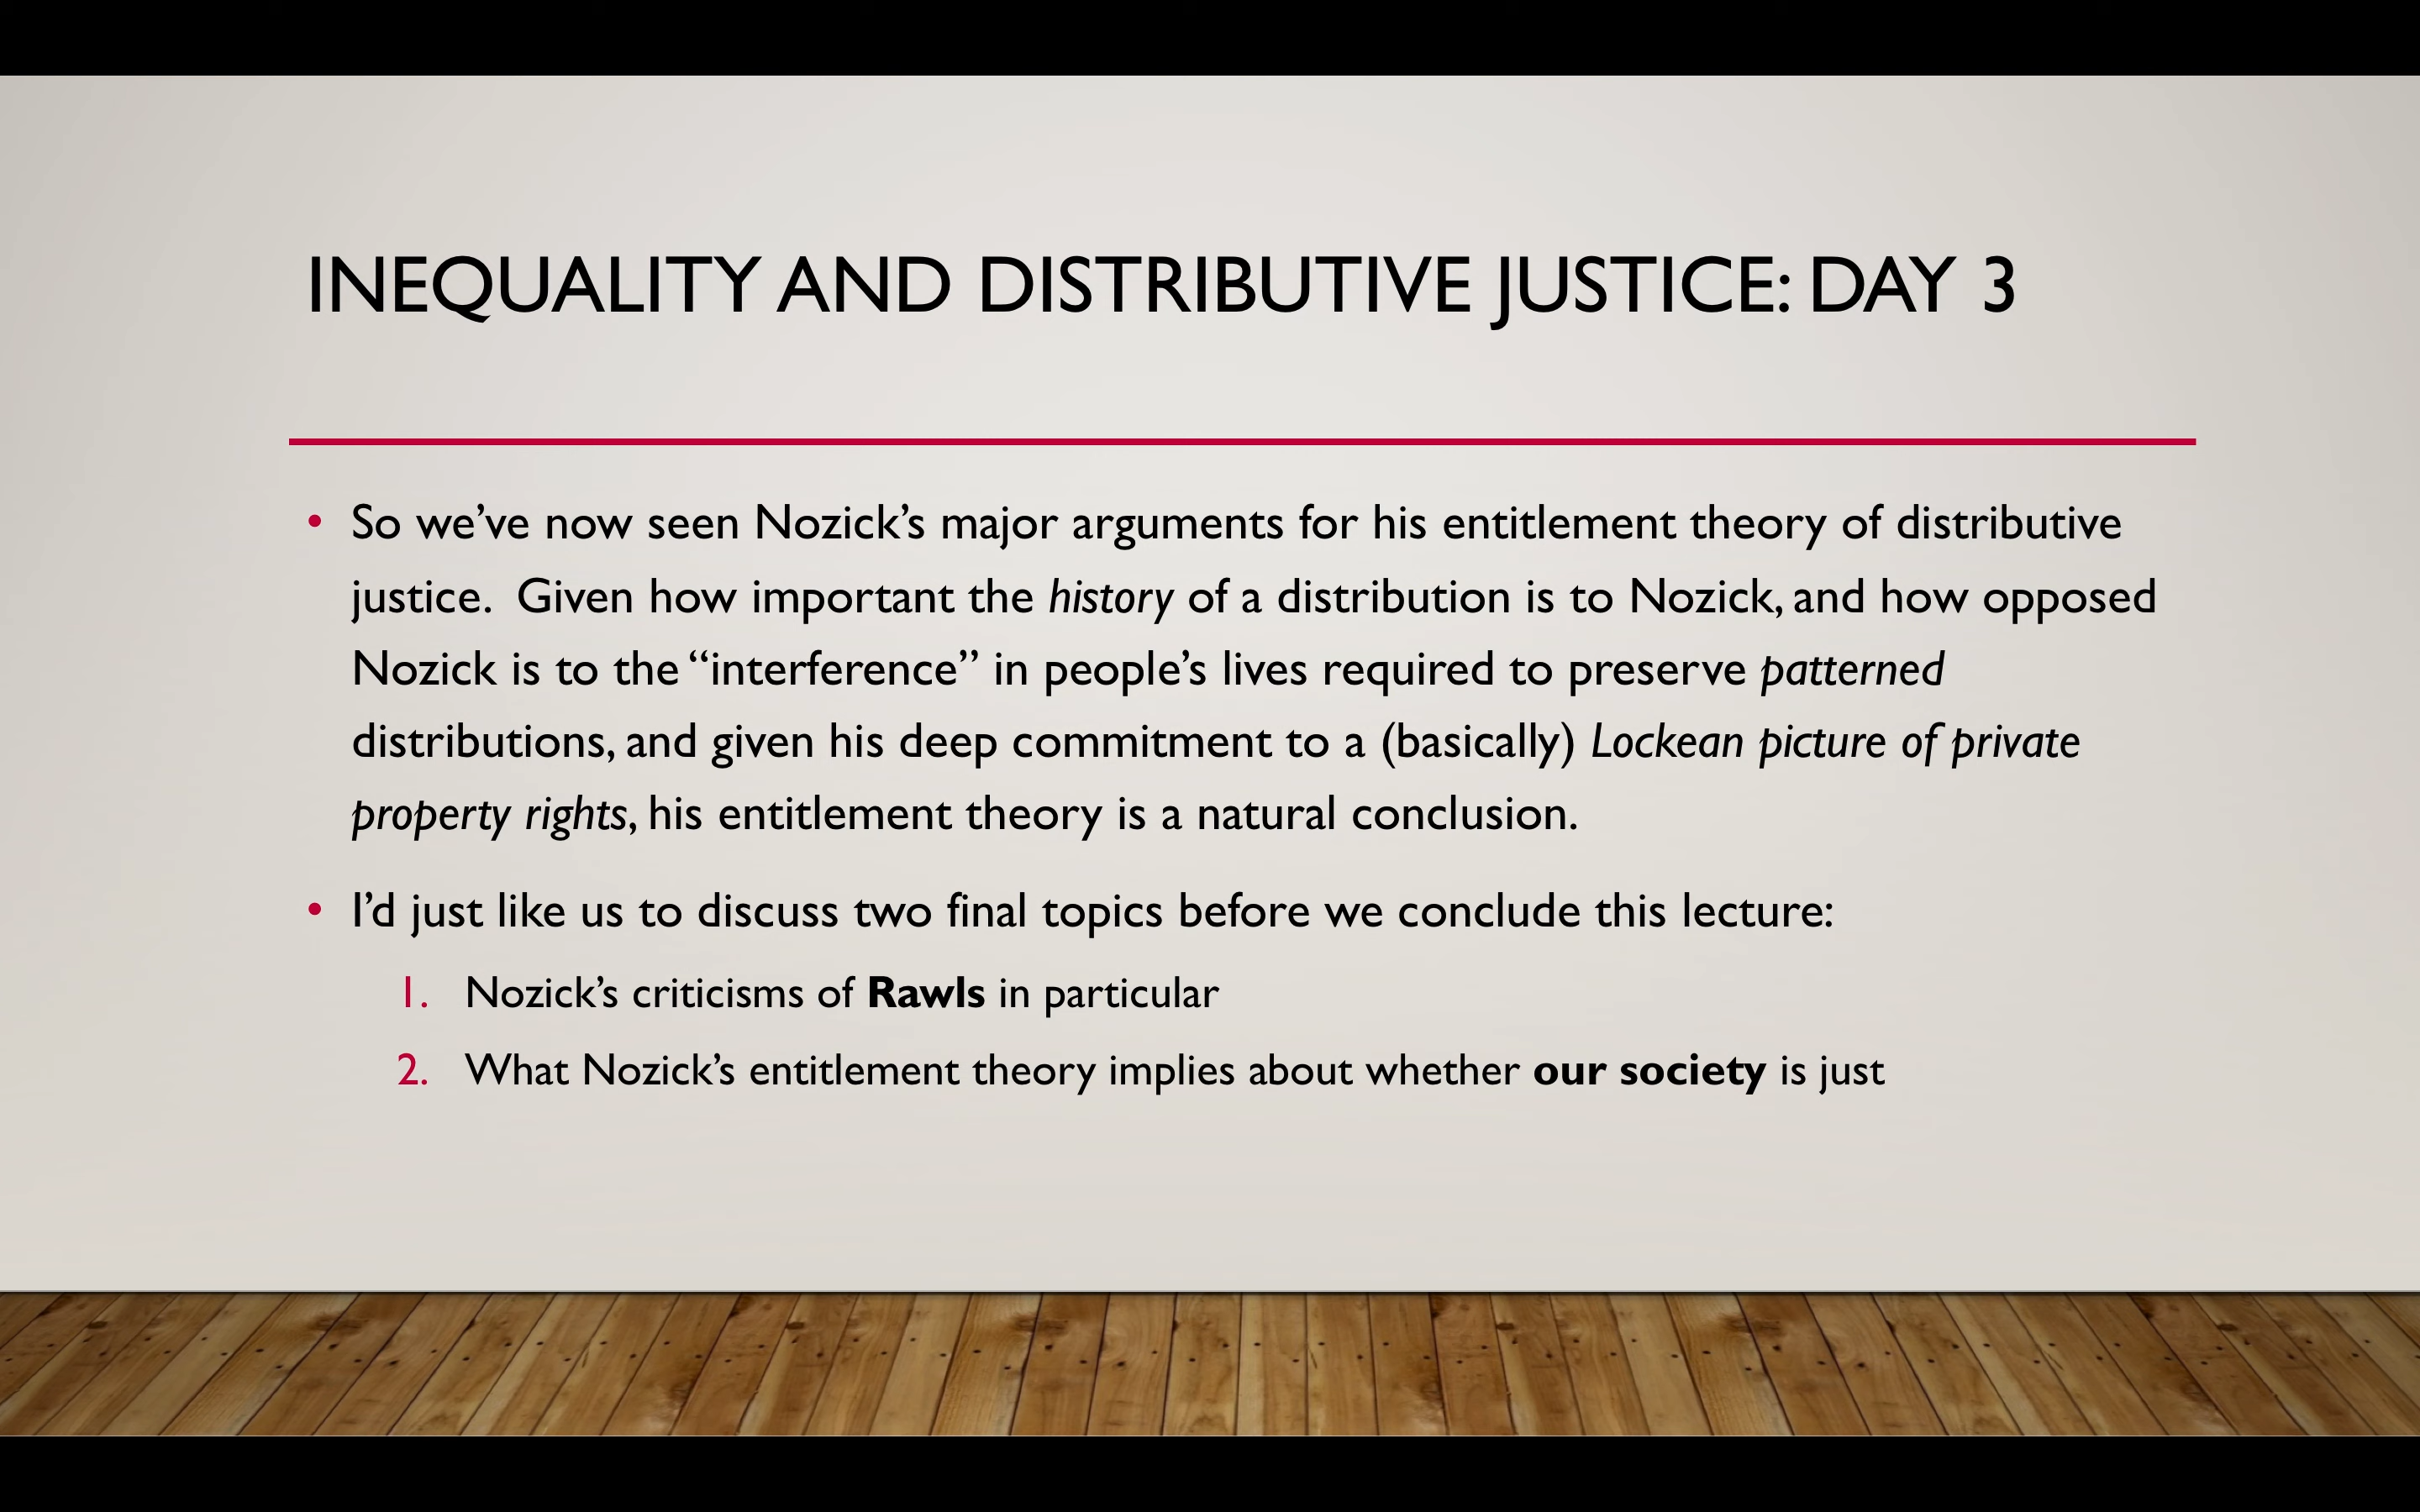 INEQUALITY AND DISTRIBUTIVE JUSTICE: DAY 3
• So we’ve now seen Nozick’s major arguments for his entitlement theory of distributive
justice.  Given how important the history of a distribution is to Nozick, and how opposed
Nozick is to the “interference” in people’s lives required to preserve patterned
distributions, and given his deep commitment to a (basically) Lockean picture of private
property rights, his entitlement theory is a natural conclusion.
• I’d just like us to discuss two final topics before we conclude this lecture:
1. Nozick’s criticisms of Rawls in particular
2. What Nozick’s entitlement theory implies about whether our society is just